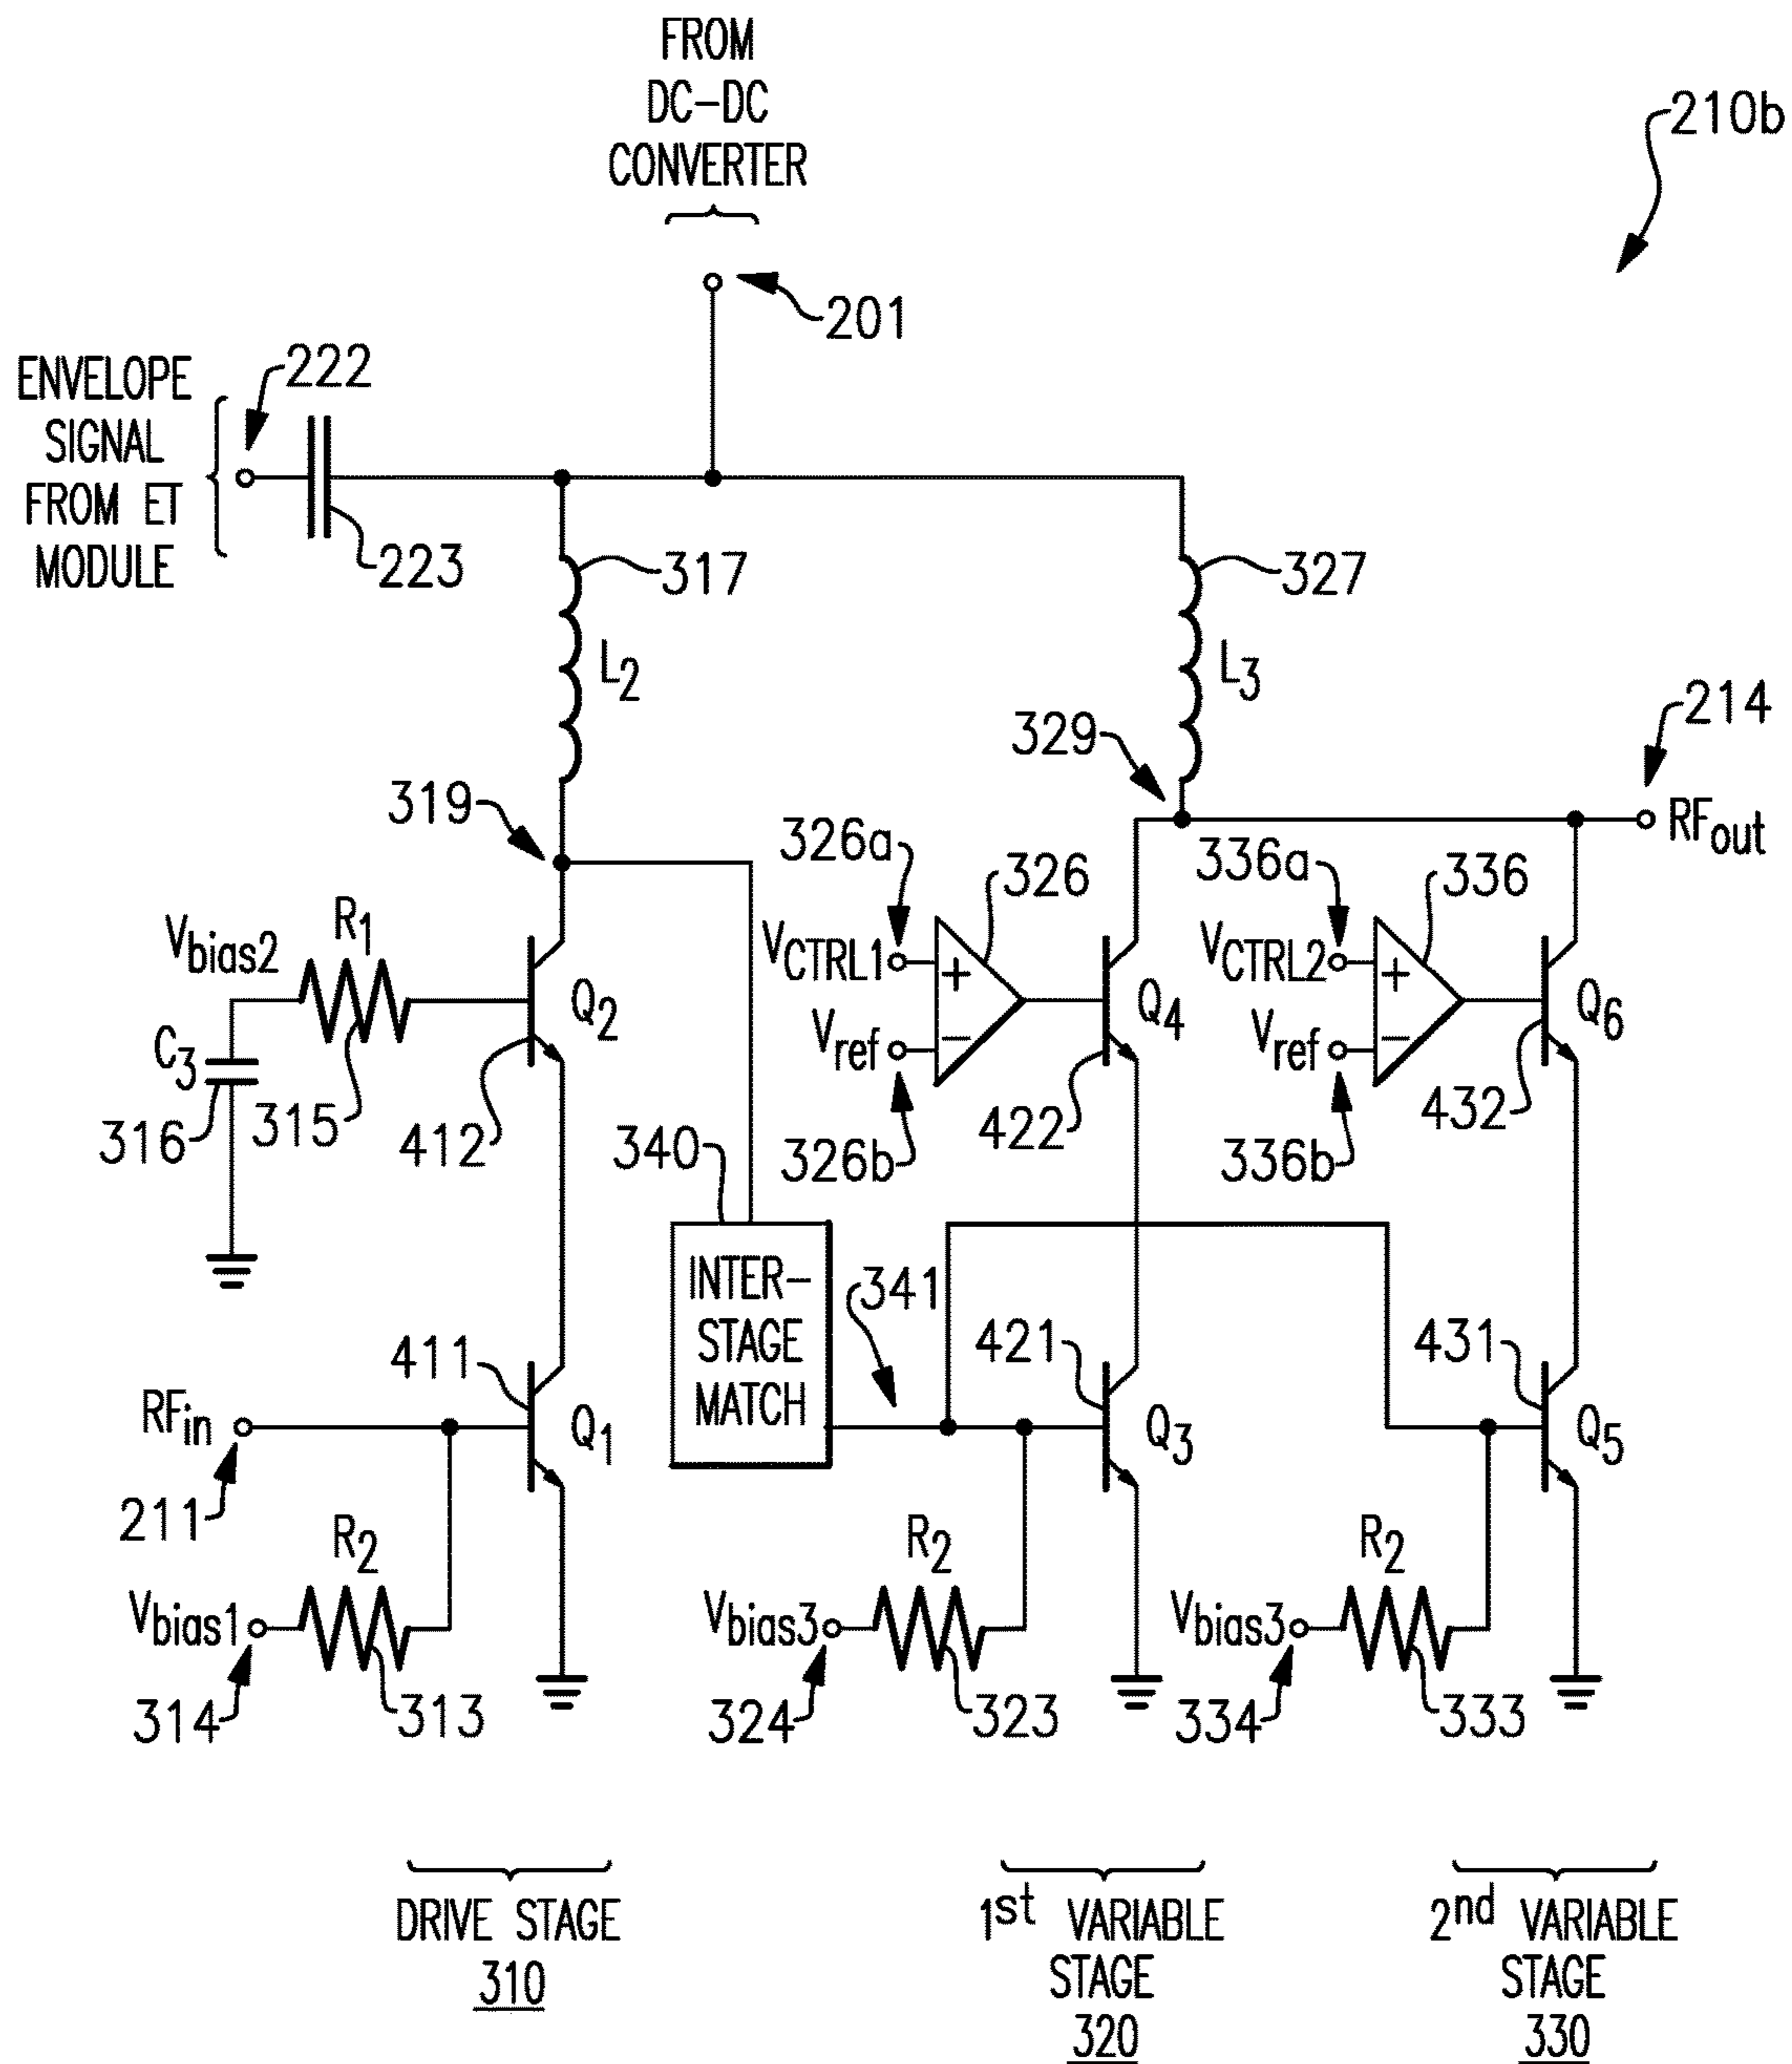 FROM
DC-DC
CONVERTER
210b
201
ENVELOPE
SIGNAL
FROM ET
MODULE
222
223
317
327
L2
L3
329
214
319
RFout
326a
326
336a
336
Vbias2
R1
VCTRL1
+
Q4
VCTRL2
+
Q6
Q2
C3
Vref
−
Vref
−
316
315
412
422
432
340
326b
336b
INTER-
STAGE
MATCH
341
411
421
431
RFin
Q1
Q3
Q5
211
R2
R2
R2
Vbias1
Vbias3
Vbias3
314
313
324
323
334
333
DRIVE STAGE
310
1st VARIABLE
STAGE
320
2nd VARIABLE
STAGE
330